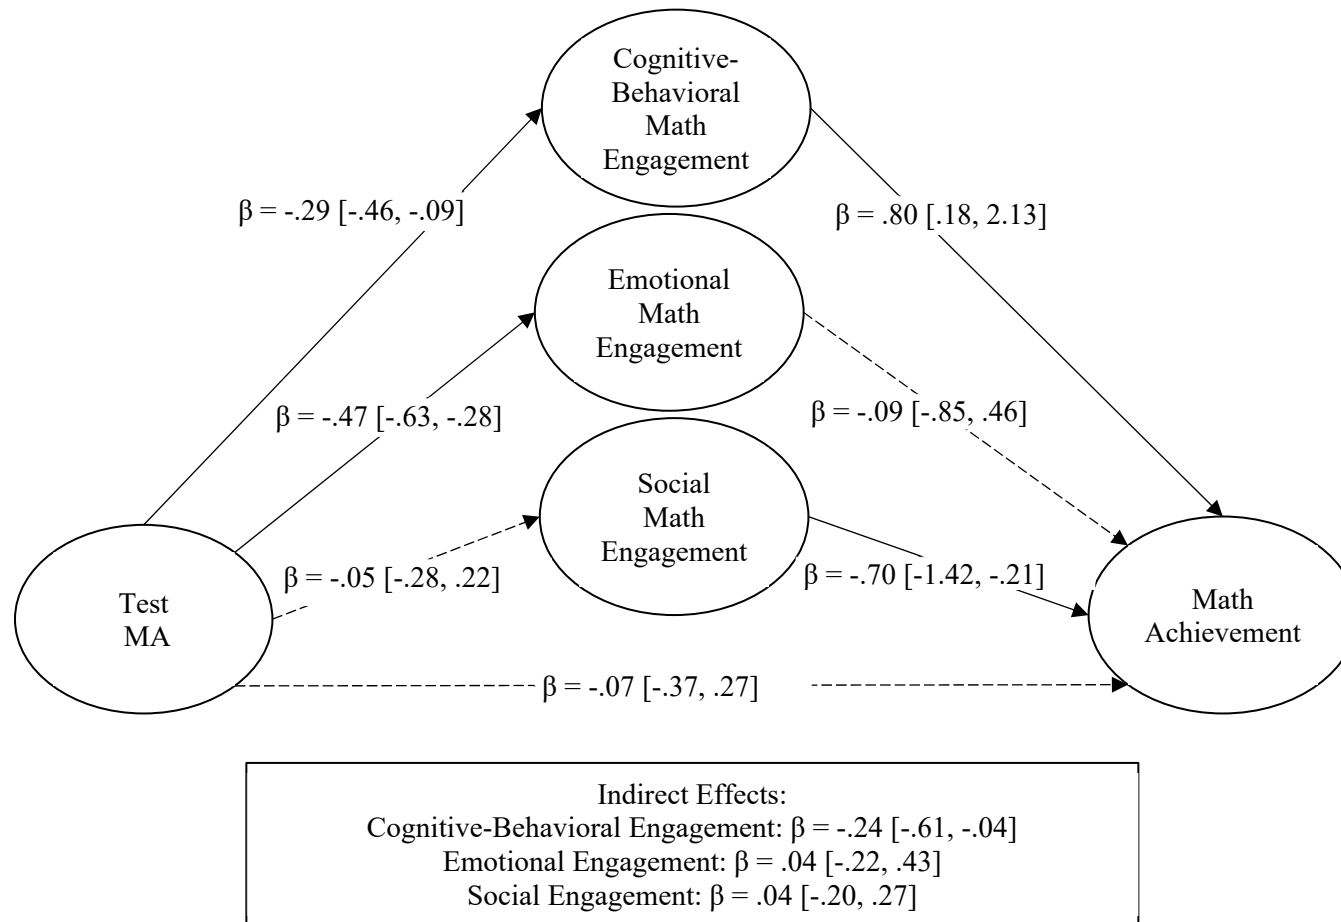 Cognitive-
Behavioral
Math
Engagement
β = -.29 [-.46, -.09]
β = .80 [.18, 2.13]
Emotional
Math
Engagement
β = -.47 [-.63, -.28]
β = -.09 [-.85, .46]
Social
Math
Engagement
β = -.05 [-.28, .22]
β = -.70 [-1.42, -.21]
Test
MA
Math
Achievement
β = -.07 [-.37, .27]
Indirect Effects:
Cognitive-Behavioral Engagement: β = -.24 [-.61, -.04]
Emotional Engagement: β = .04 [-.22, .43]
Social Engagement: β = .04 [-.20, .27]